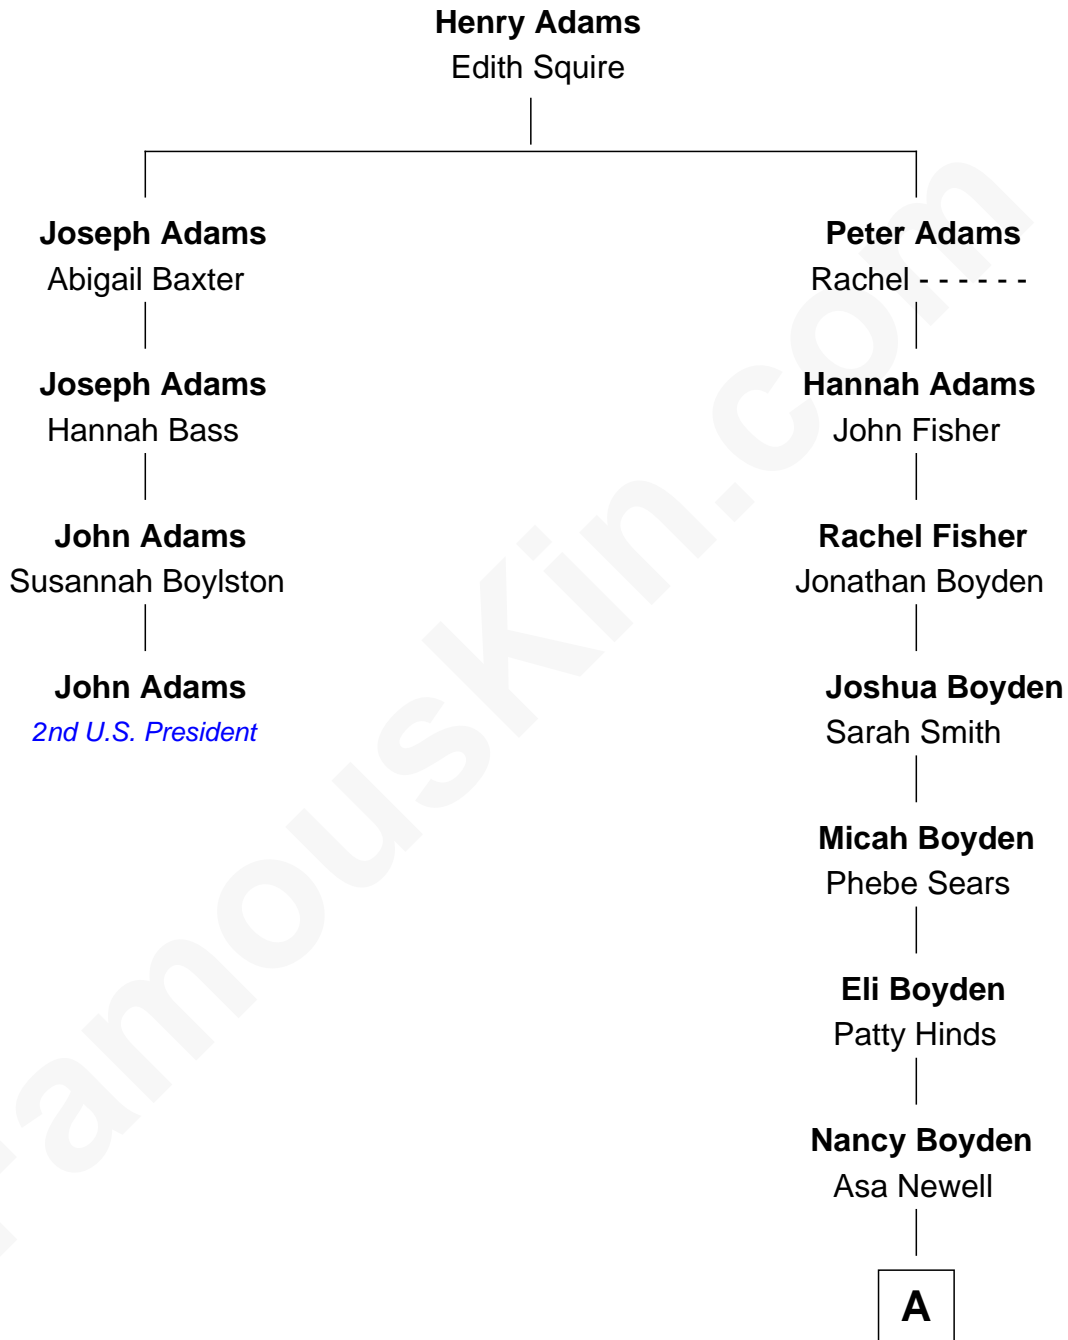 Henry Adams
Edith Squire
Joseph Adams
Abigail Baxter
Joseph Adams
Hannah Bass
John Adams
Susannah Boylston
John Adams
2nd U.S. President
Peter Adams
Rachel - - - - - -
Hannah Adams
John Fisher
Rachel Fisher
Jonathan Boyden
Joshua Boyden
Sarah Smith
Micah Boyden
Phebe Sears
Eli Boyden
Patty Hinds
Nancy Boyden
Asa Newell
A
FamousKin.com